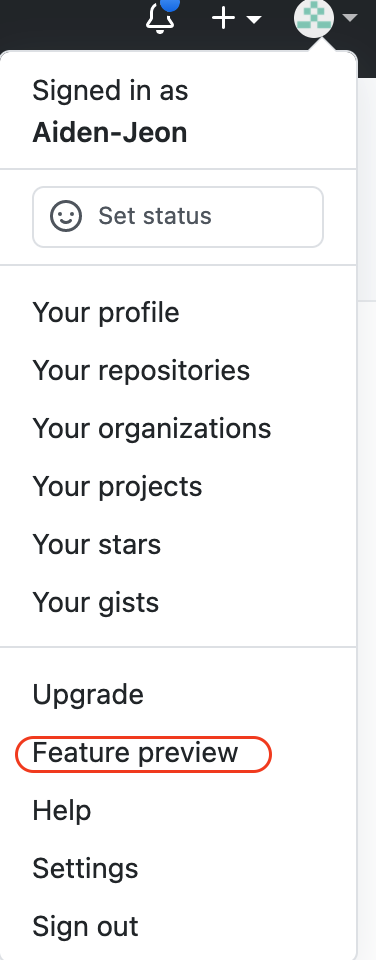 Signed in as
Aiden-Jeon
Set status
Your profile
Your repositories
Your organizations
Your projects
Your stars
Your gists
Upgrade
Feature preview
Help
Settings
Sign out